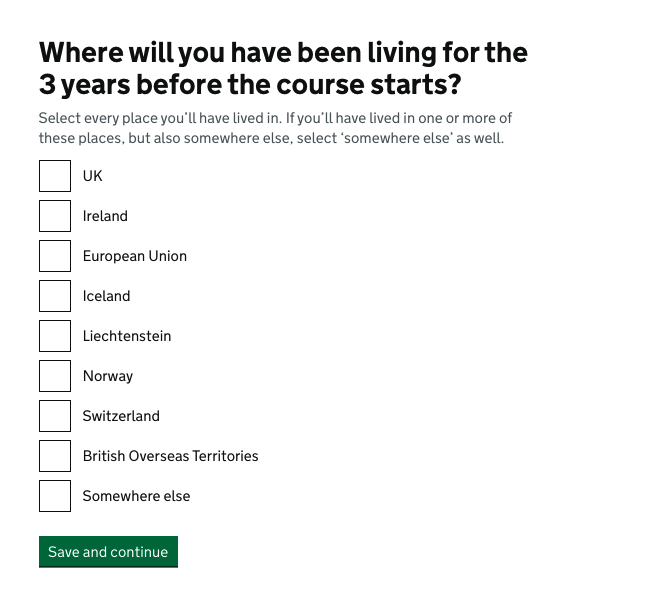 Where will you have been living for the
3 years before the course starts?
Select every place you’ll have lived in. If you’ll have lived in one or more of
these places, but also somewhere else, select ‘somewhere else’ as well.
UK
Ireland
European Union
Iceland
Liechtenstein
Norway
Switzerland
British Overseas Territories
Somewhere else
Save and continue